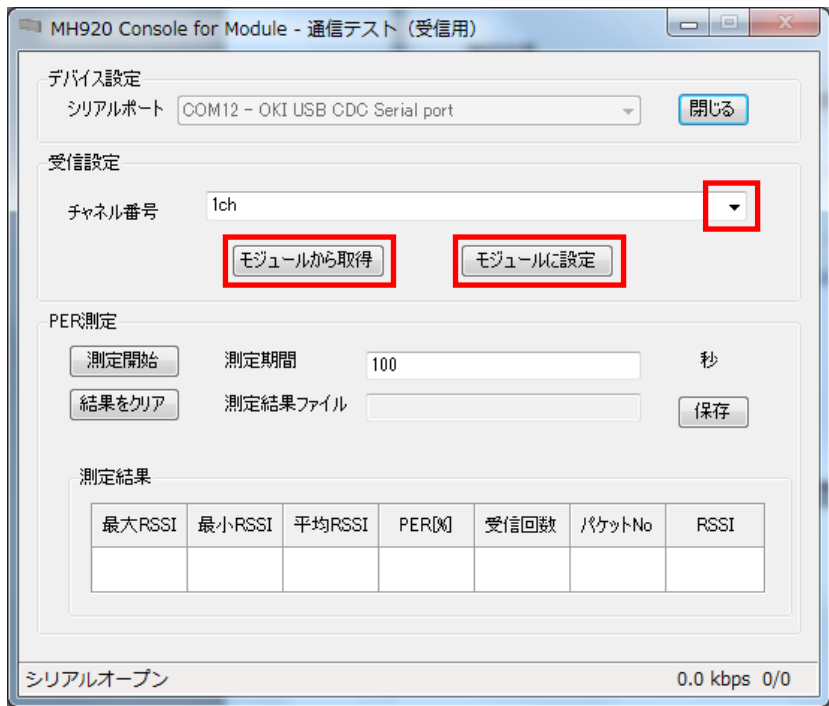 MH920 Console for Module - 通信テスト（受信用）
デバイス設定
シリアルポート COM12 - OKI USB CDC Serial port 閉じる
受信設定
チャネル番号 1ch
モジュールから取得 モジュールに設定
PER測定
測定開始 測定期間 100 秒
結果をクリア 測定結果ファイル 保存
測定結果
最大RSSI 最小RSSI 平均RSSI PER[%] 受信回数 パケットNo RSSI
シリアルオープン 0.0 kbps 0/0